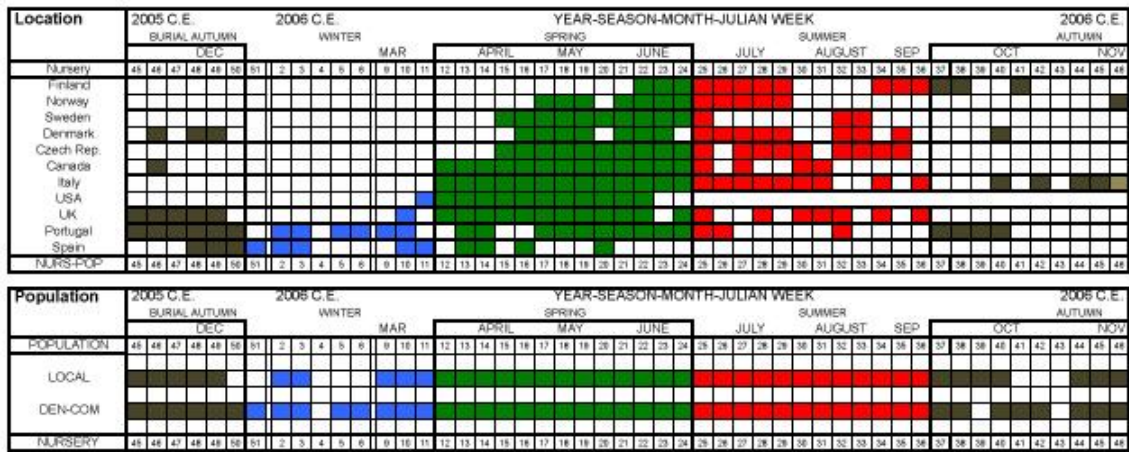 Location 2005 C.E. 2006 C.E. YEAR-SEASON-MONTH-JULIAN WEEK 2006 C.E.
BURIAL AUTUMN WINTER SPRING SUMMER AUTUMN
DEC MAR APRIL MAY JUNE JULY AUGUST SEP OCT NOV
Nursery 45 46 47 48 49 50 51 2 3 4 5 6 9 10 11 12 13 14 15 16 17 18 19 20 21 22 23 24 25 26 27 28 29 30 31 32 33 34 35 36 37 38 39 40 41 42 43 44 45 46
Finland
Norway
Sweden
Denmark
Czech Rep.
Canada
Italy
USA
UK
Portugal
Spain
NURS-POP 45 46 47 48 49 50 51 2 3 4 5 6 9 10 11 12 13 14 15 16 17 18 19 20 21 22 23 24 25 26 27 28 29 30 31 32 33 34 35 36 37 38 39 40 41 42 43 44 45 46
Population 2005 C.E. 2006 C.E. YEAR-SEASON-MONTH-JULIAN WEEK 2006 C.E.
BURIAL AUTUMN WINTER SPRING SUMMER AUTUMN
DEC MAR APRIL MAY JUNE JULY AUGUST SEP OCT NOV
POPULATION 45 46 47 48 49 50 51 2 3 4 5 6 9 10 11 12 13 14 15 16 17 18 19 20 21 22 23 24 25 26 27 28 29 30 31 32 33 34 35 36 37 38 39 40 41 42 43 44 45 46
LOCAL
DEN-COM
NURSERY 45 46 47 48 49 50 51 2 3 4 5 6 9 10 11 12 13 14 15 16 17 18 19 20 21 22 23 24 25 26 27 28 29 30 31 32 33 34 35 36 37 38 39 40 41 42 43 44 45 46